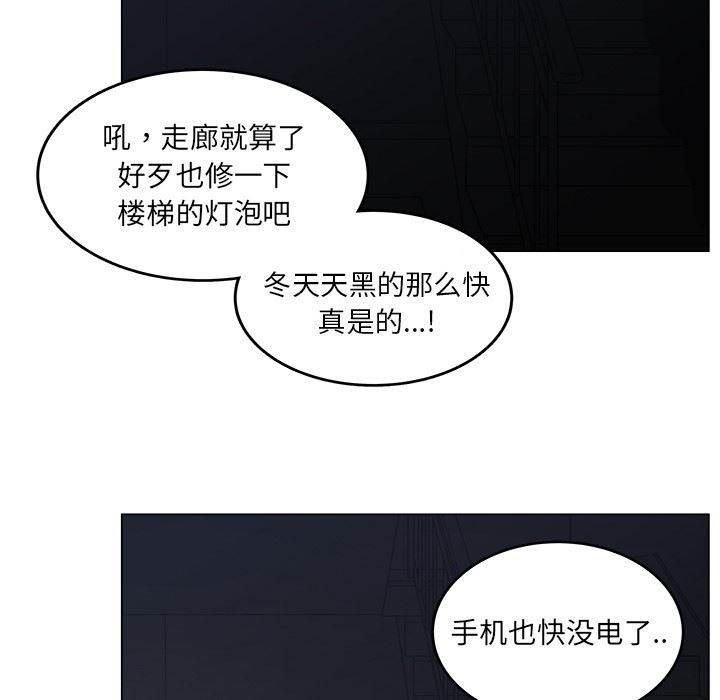 吼，走廊就算了
好歹也修一下
楼梯的灯泡吧
冬天天黑的那么快
真是的...!
手机也快没电了..